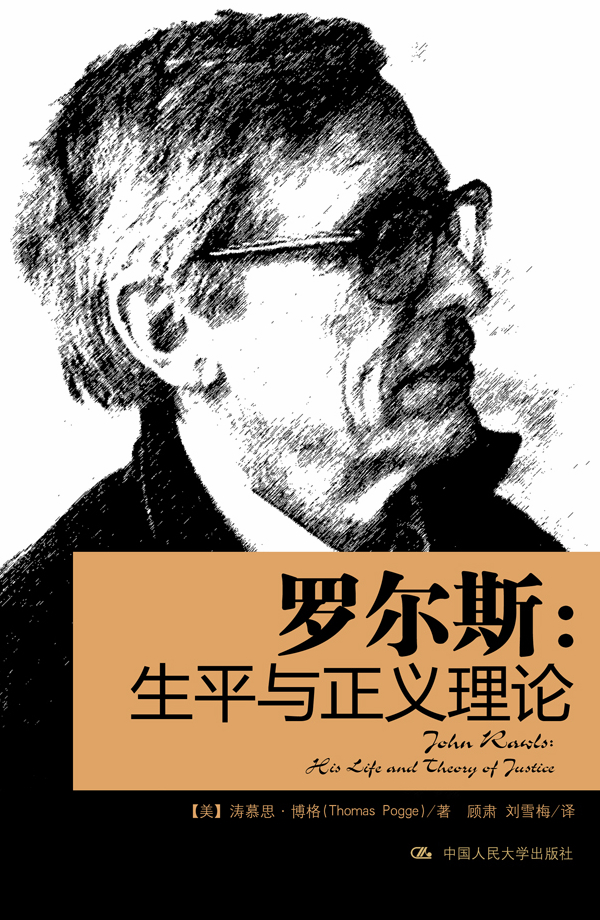 罗尔斯:
生平与正义理论
John Rawls:
His Life and Theory of Justice
【美】涛慕思·博格(Thomas Pogge)/著 顾肃 刘雪梅/译
中国人民大学出版社